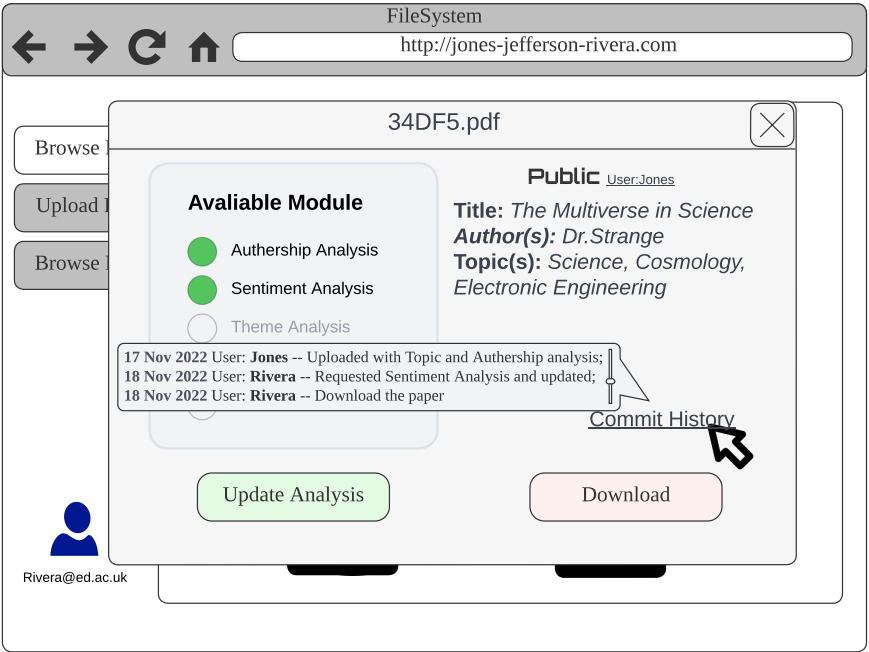 FileSystem
http://jones-jefferson-rivera.com
34DF5.pdf
Browse
Upload
Browse
Avaliable Module
Authership Analysis
Sentiment Analysis
Theme Analysis
Public User:Jones
Title: The Multiverse in Science
Author(s): Dr.Strange
Topic(s): Science, Cosmology,
Electronic Engineering
17 Nov 2022 User: Jones -- Uploaded with Topic and Authership analysis;
18 Nov 2022 User: Rivera -- Requested Sentiment Analysis and updated;
18 Nov 2022 User: Rivera -- Download the paper
Commit History
Update Analysis
Download
Rivera@ed.ac.uk